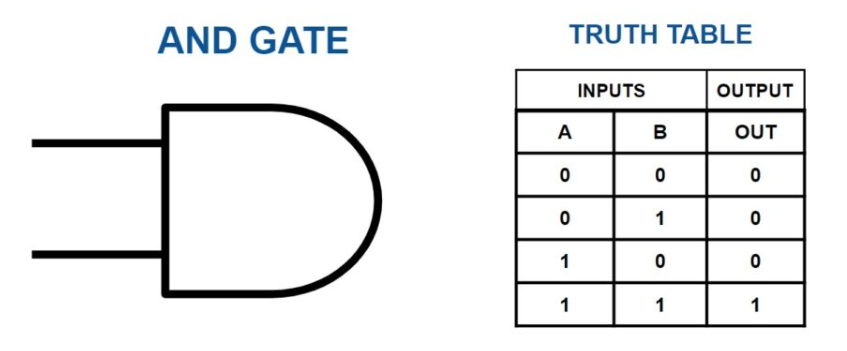 AND GATE
TRUTH TABLE
INPUTS OUTPUT
A B OUT
0 0 0
0 1 0
1 0 0
1 1 1